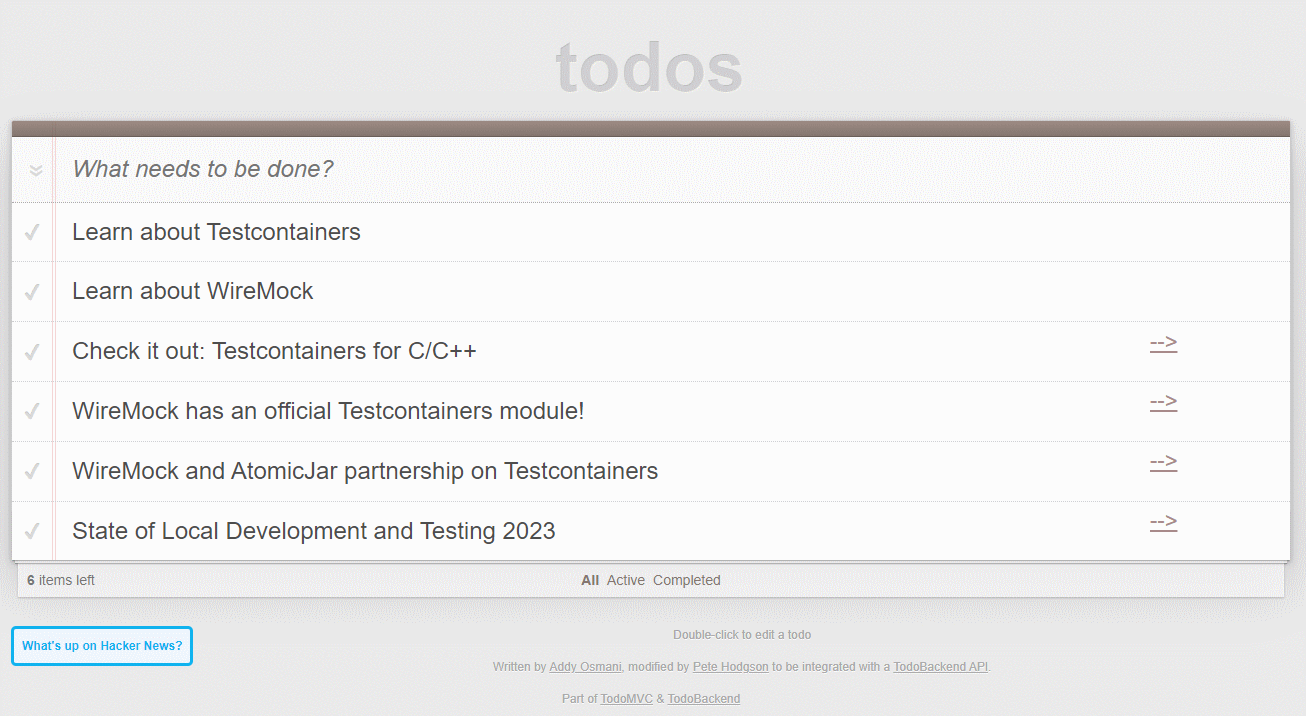 todos
What needs to be done?
Learn about Testcontainers
Learn about WireMock
Check it out: Testcontainers for C/C++ -->
WireMock has an official Testcontainers module! -->
WireMock and AtomicJar partnership on Testcontainers -->
State of Local Development and Testing 2023 -->
6 items left All Active Completed
What's up on Hacker News?
Double-click to edit a todo
Written by Addy Osmani, modified by Pete Hodgson to be integrated with a TodoBackend API.
Part of TodoMVC & TodoBackend